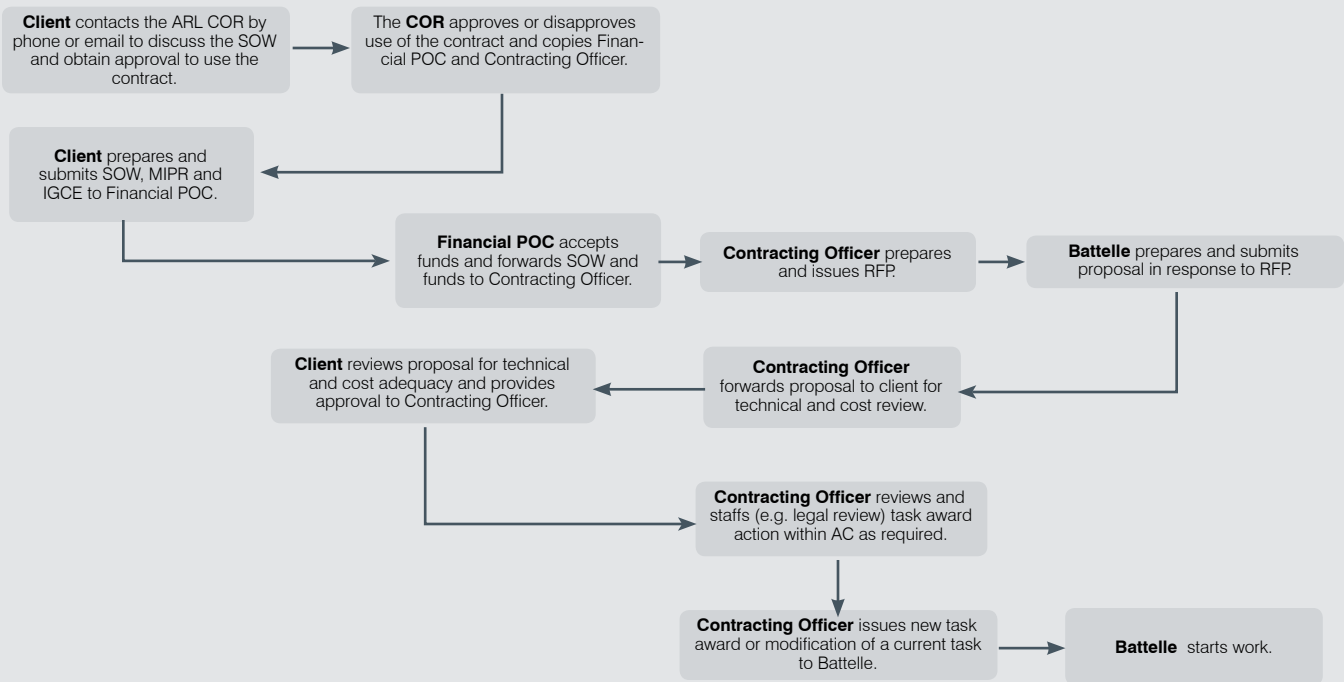 Client contacts the ARL COR by
phone or email to discuss the SOW
and obtain approval to use the
contract.
The COR approves or disapproves
use of the contract and copies Finan-
cial POC and Contracting Officer.
Client prepares and
submits SOW, MIPR and
IGCE to Financial POC.
Financial POC accepts
funds and forwards SOW and
funds to Contracting Officer.
Contracting Officer prepares
and issues RFP.
Battelle prepares and submits
proposal in response to RFP.
Contracting Officer
forwards proposal to client for
technical and cost review.
Client reviews proposal for technical
and cost adequacy and provides
approval to Contracting Officer.
Contracting Officer reviews and
staffs (e.g. legal review) task award
action within AC as required.
Contracting Officer issues new task
award or modification of a current task
to Battelle.
Battelle starts work.